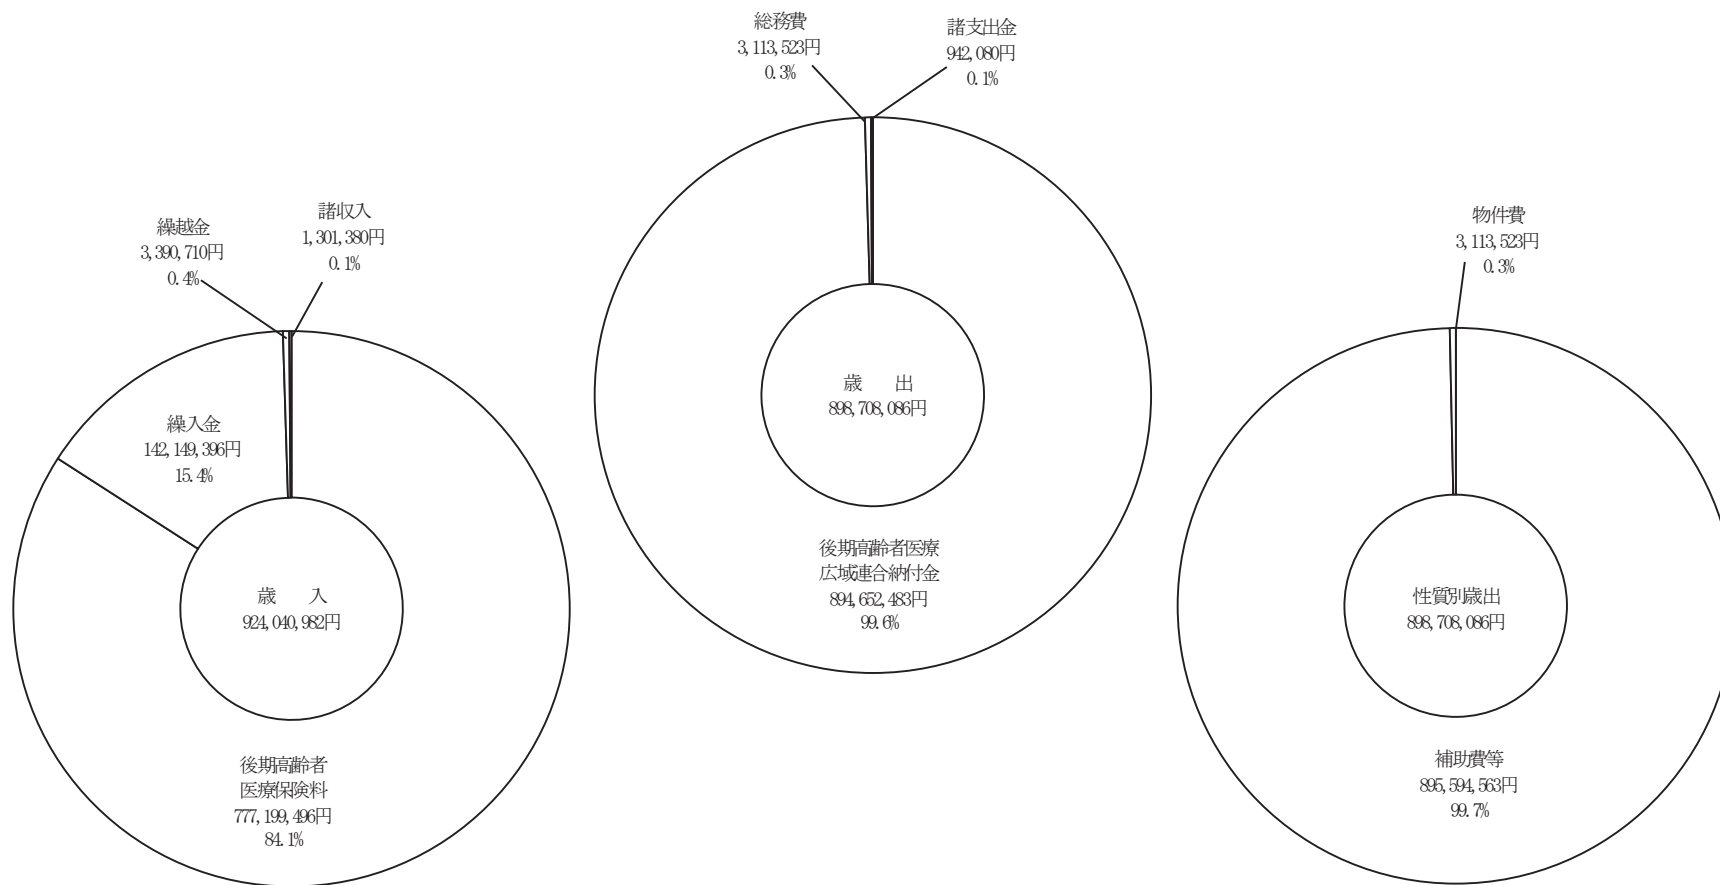 繰越金
3,390,710円
0.4%
諸収入
1,301,380円
0.1%
繰入金
142,149,396円
15.4%
歳　　入
924,040,982円
後期高齢者
医療保険料
777,199,496円
84.1%
総務費
3,113,523円
0.3%
諸支出金
942,080円
0.1%
歳　　出
898,708,086円
後期高齢者医療
広域連合納付金
894,652,483円
99.6%
物件費
3,113,523円
0.3%
性質別歳出
898,708,086円
補助費等
895,594,563円
99.7%